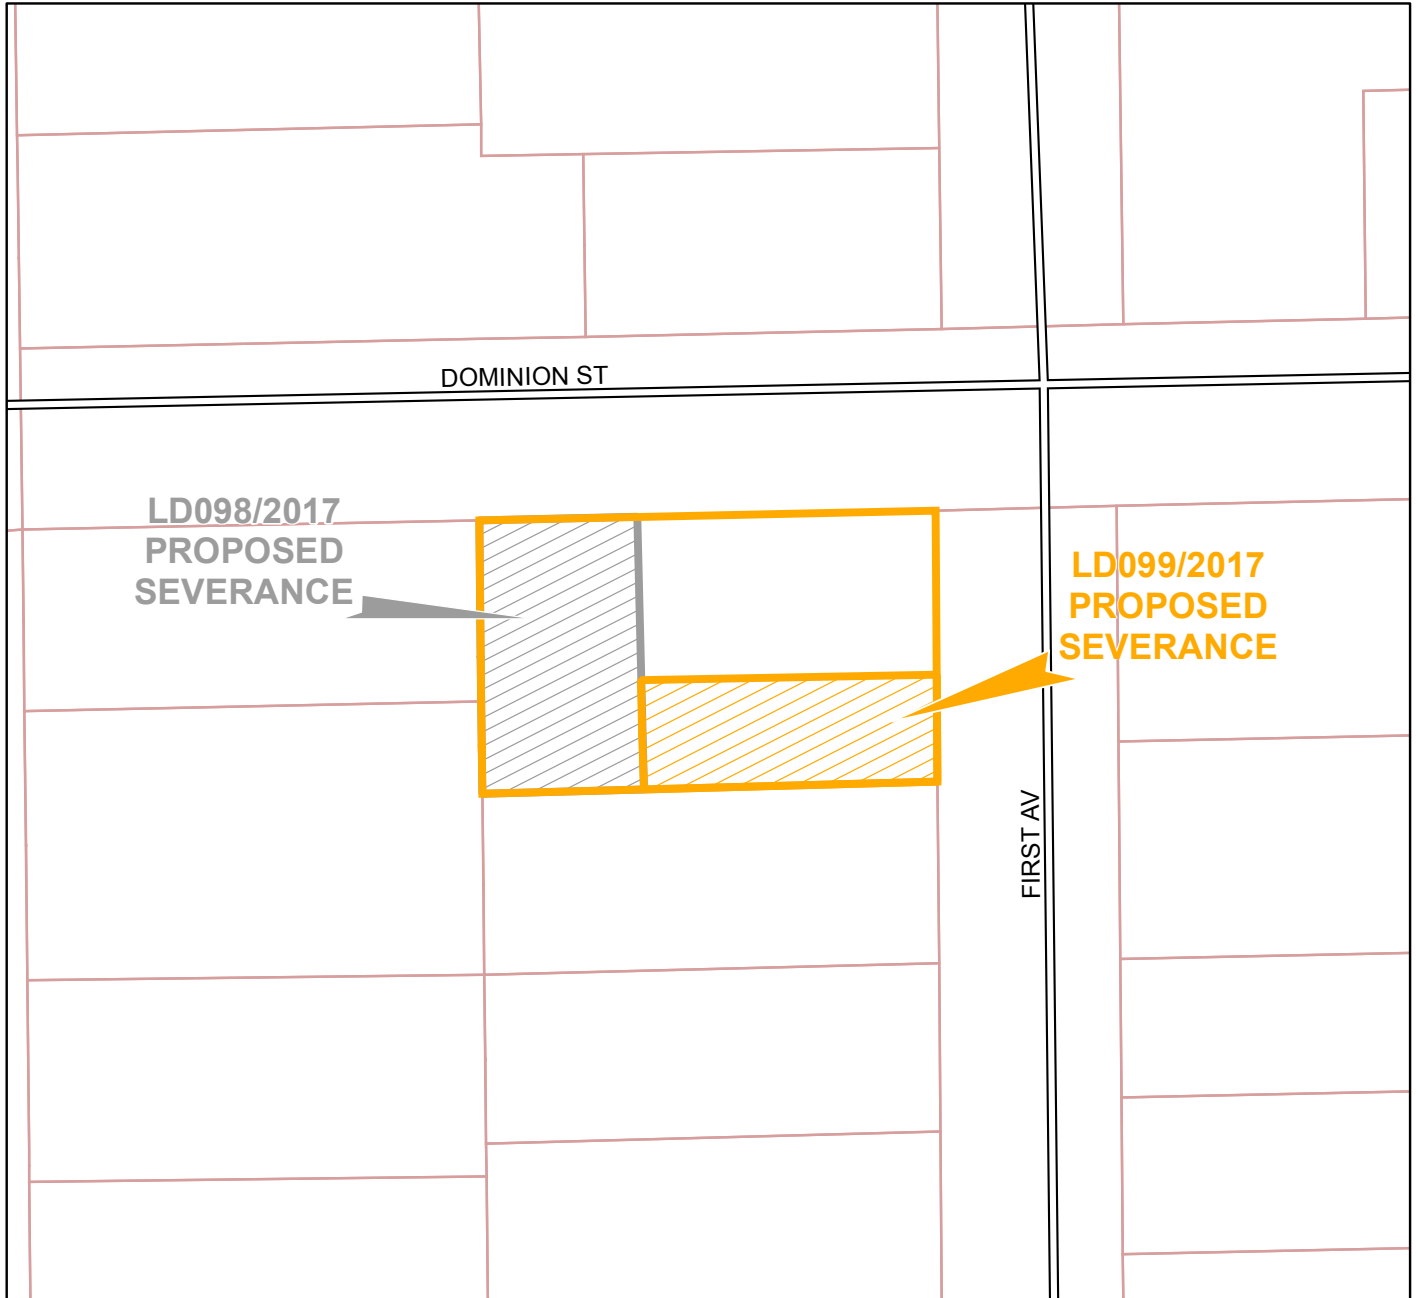 DOMINION ST
LD098/2017
PROPOSED
SEVERANCE
LD099/2017
PROPOSED
SEVERANCE
FIRST AV